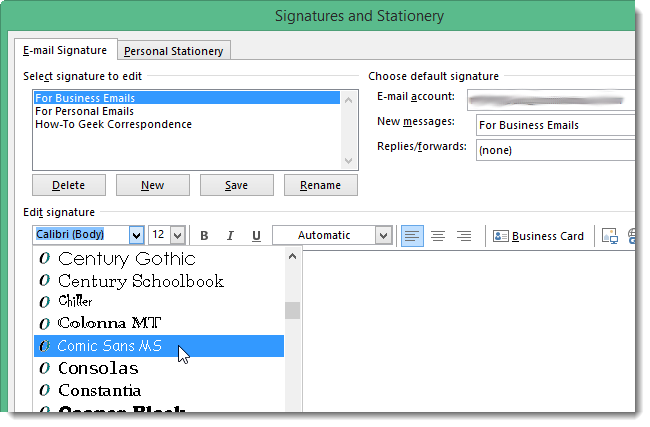 Signatures and Stationery
E-mail Signature
Personal Stationery
Select signature to edit
For Business Emails
For Personal Emails
How-To Geek Correspondence
Delete
New
Save
Rename
Choose default signature
E-mail account:
New messages:
For Business Emails
Replies/forwards:
(none)
Edit signature
Calibri (Body)
12
B
I
U
Automatic
Business Card
O Century Gothic
O Century Schoolbook
O Chiller
O Colonna MT
O Comic Sans MS
O Consolas
O Constantia
O Cooper Black